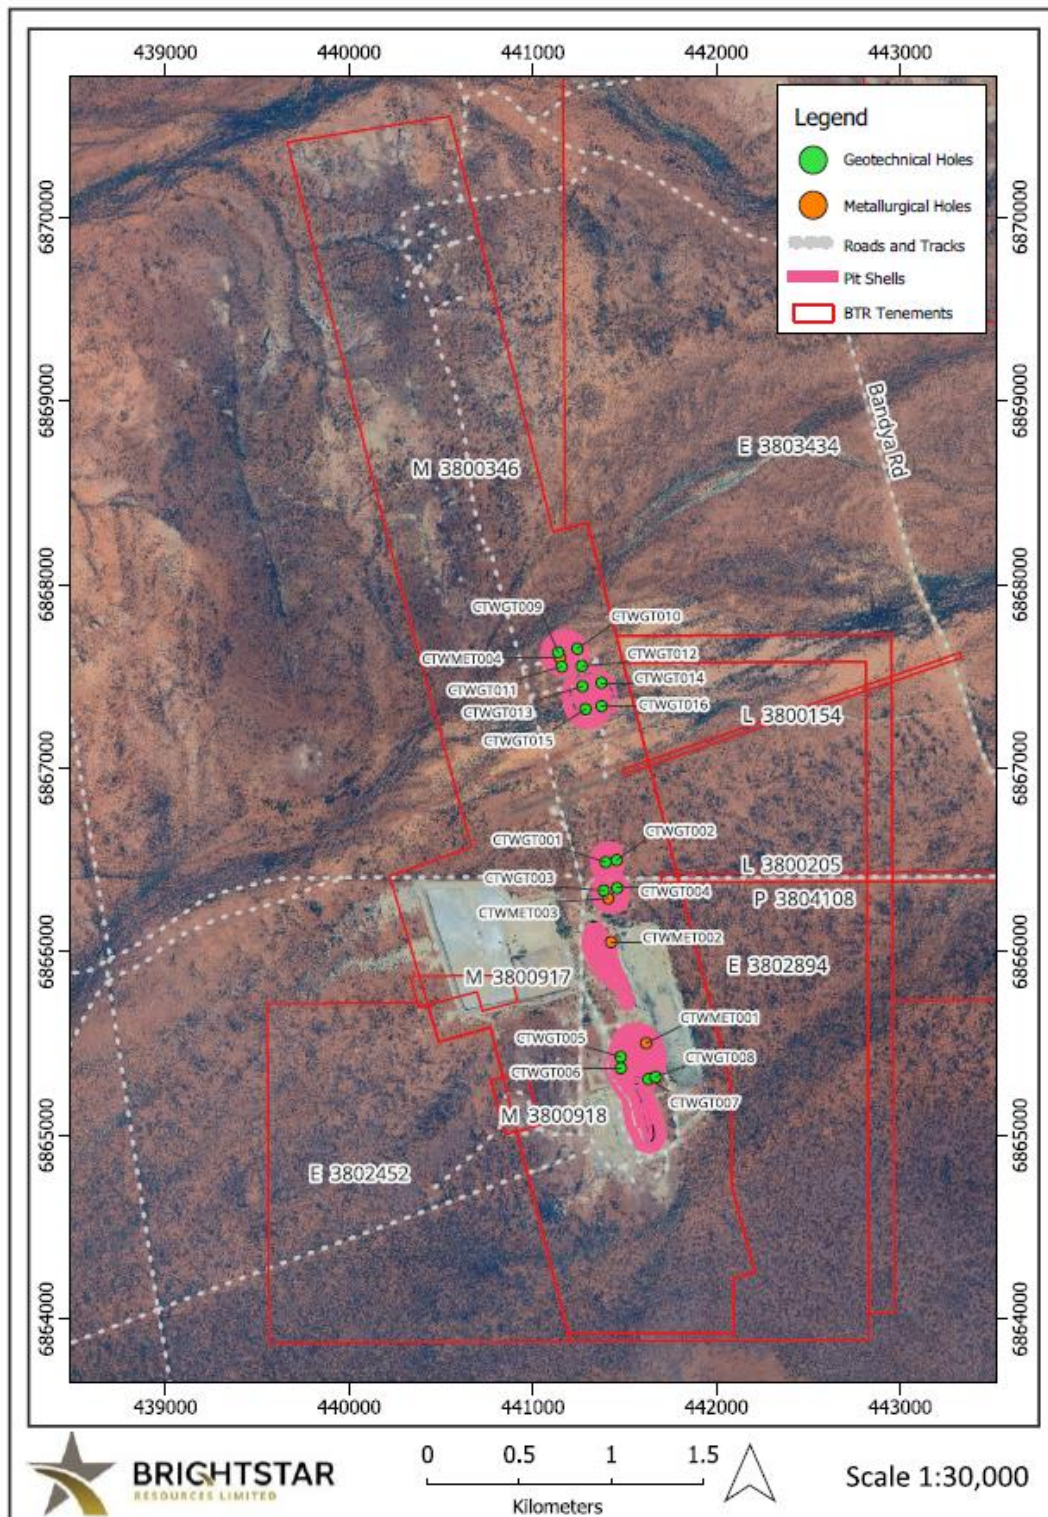 439000 440000 441000 442000 443000
Legend
Geotechnical Holes
Metallurgical Holes
Roads and Tracks
Pit Shells
BTR Tenements
6870000 6870000
6869000 6869000
Bandya Rd
E 3803434
M 3800346
6868000 6868000
CTWGT009
CTWGT010
CTWMET004
CTWGT012
CTWGT011
CTWGT014
CTWGT013
CTWGT016
L 3800154
CTWGT015
6867000 6867000
CTWGT001
CTWGT002
L 3800205
CTWGT003
CTWGT004
P 3804108
CTWMET003
CTWMET002
6866000 6866000
E 3802894
M 3800917
CTWMET001
CTWGT005
CTWGT008
CTWGT006
CTWGT007
M 3800918
6865000 6865000
E 3802452
6864000 6864000
439000 440000 441000 442000 443000
BRIGHTSTAR
RESOURCES LIMITED
0 0.5 1 1.5
Kilometers
Scale 1:30,000